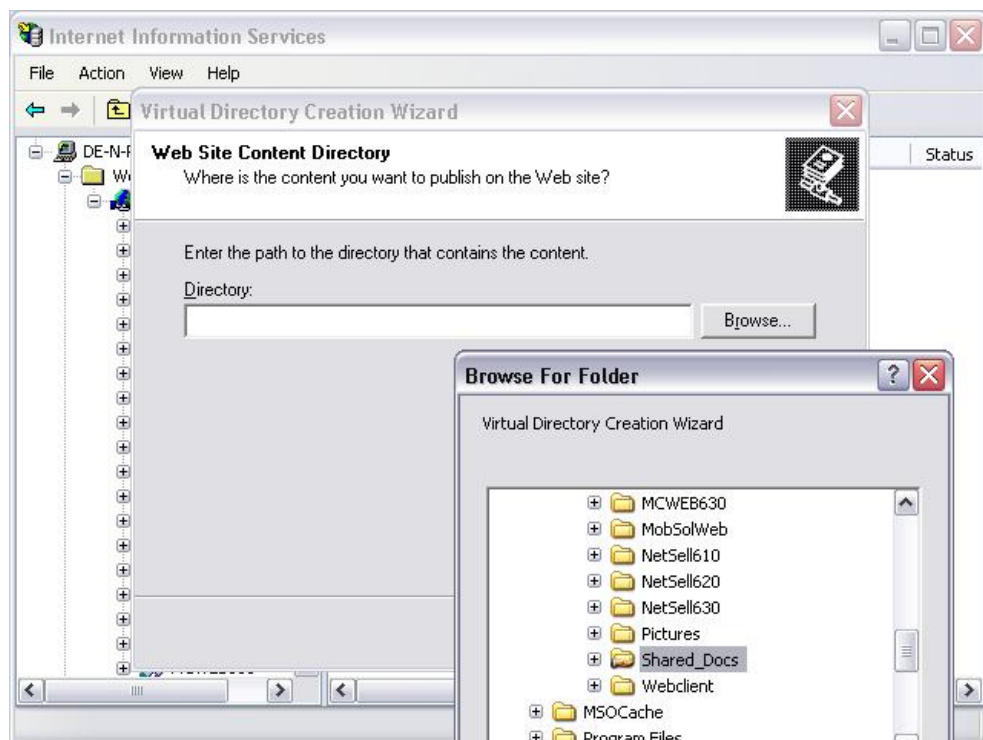 Internet Information Services
File Action View Help
Virtual Directory Creation Wizard
DE-N-
Web Site Content Directory
Where is the content you want to publish on the Web site?
Status
Enter the path to the directory that contains the content.
Directory:
Browse...
Browse For Folder
Virtual Directory Creation Wizard
MCWEB630
MobSolWeb
NetSell610
NetSell620
NetSell630
Pictures
Shared_Docs
Webclient
MSOCache
Program Files